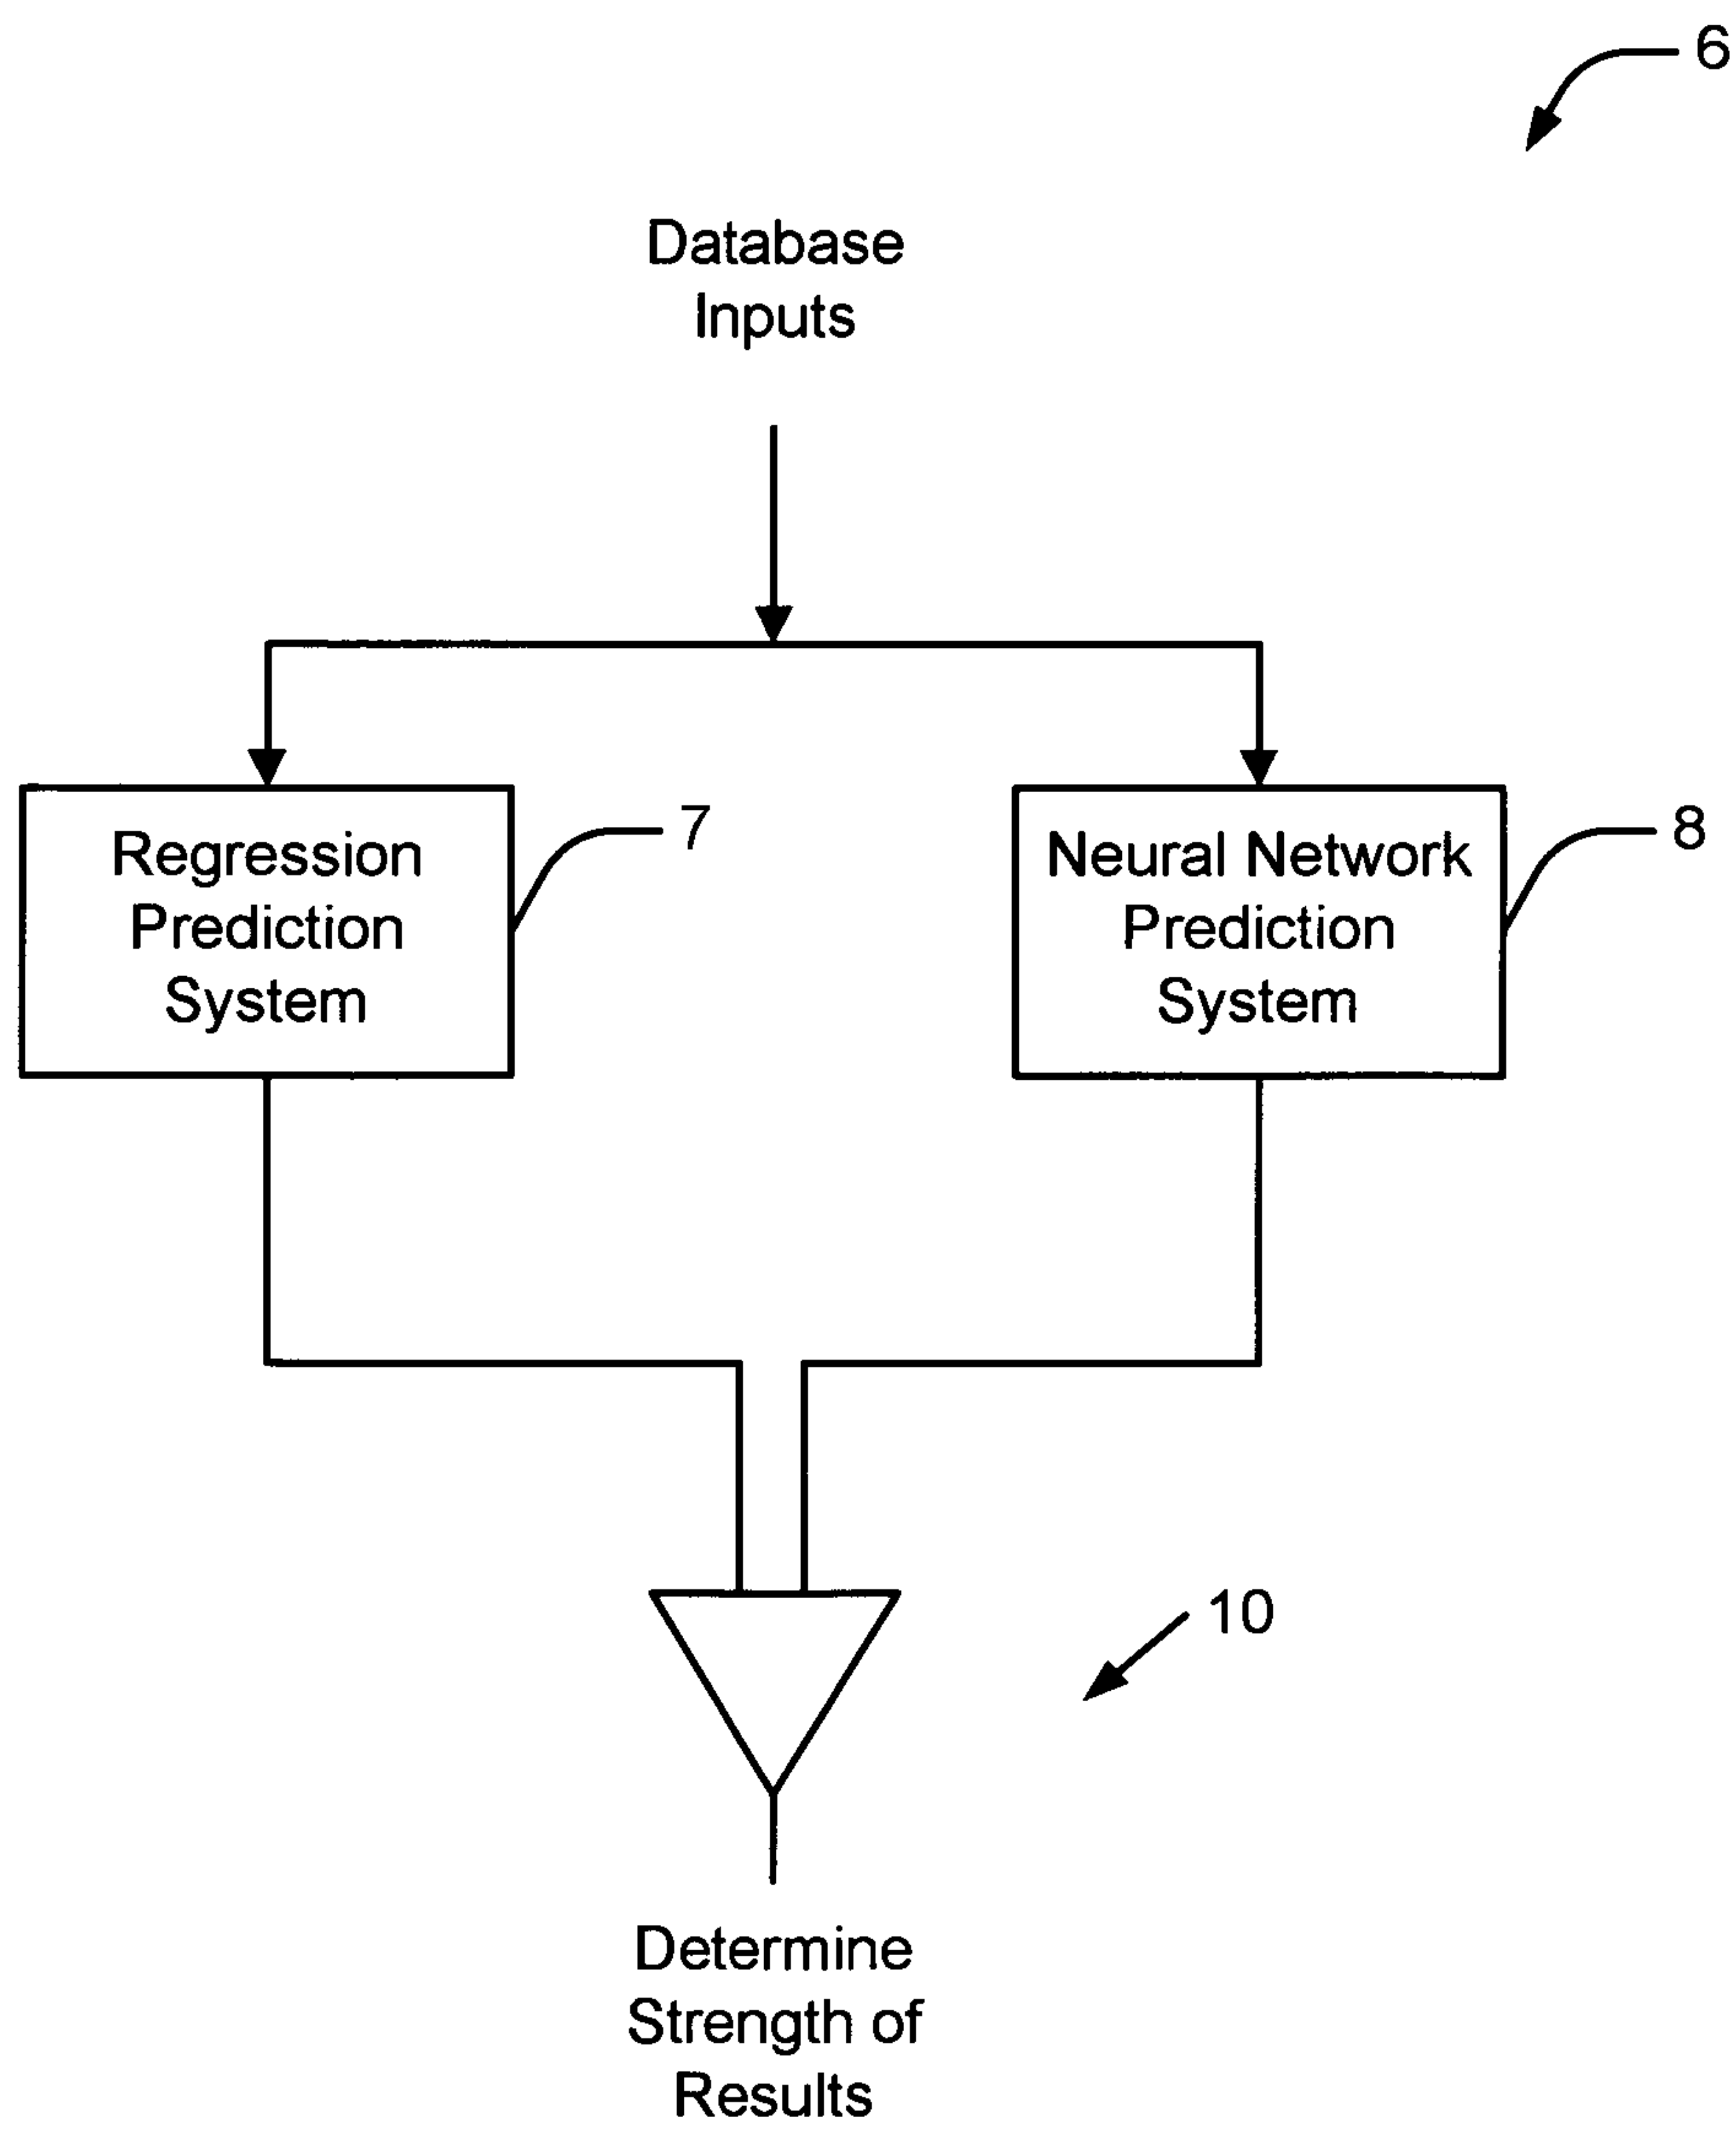 6
Database
Inputs
Regression
Prediction
System
7
Neural Network
Prediction
System
8
10
Determine
Strength of
Results